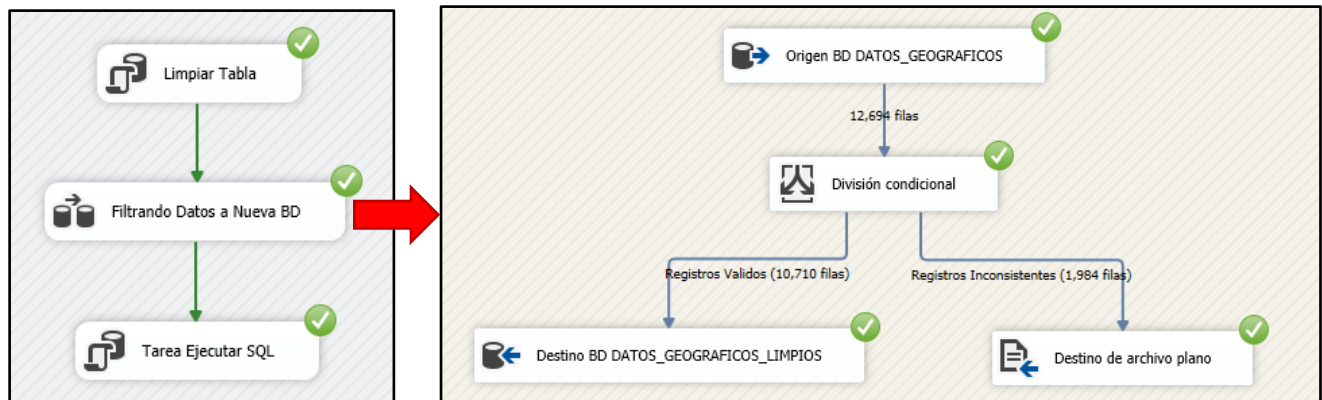 Limpiar Tabla
Filtrando Datos a Nueva BD
Tarea Ejecutar SQL
Origen BD DATOS_GEOGRAFICOS
12,694 filas
División condicional
Registros Validos (10,710 filas)
Registros Inconsistentes (1,984 filas)
Destino BD DATOS_GEOGRAFICOS_LIMPIOS
Destino de archivo plano